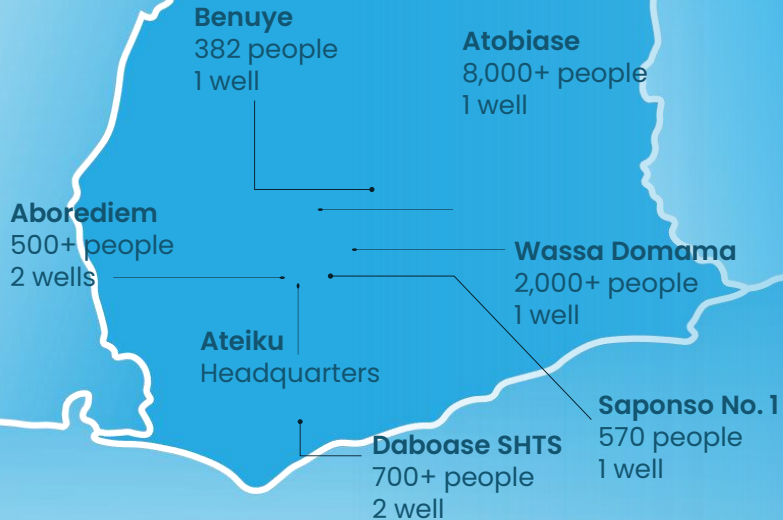 Benuye
382 people
1 well
Atobiase
8,000+ people
1 well
Aborediem
500+ people
2 wells
Wassa Domama
2,000+ people
1 well
Ateiku
Headquarters
Saponso No. 1
570 people
1 well
Daboase SHTS
700+ people
2 well